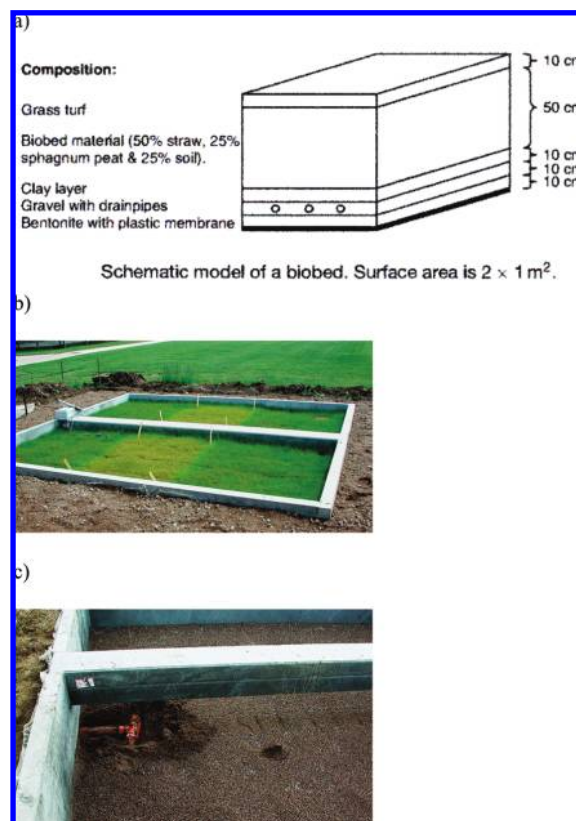 a)
Composition:
Grass turf
Biobed material (50% straw, 25%
sphagnum peat & 25% soil).
Clay layer
Gravel with drainpipes
Bentonite with plastic membrane
10 cm
50 cm
10 cm
10 cm
10 cm
Schematic model of a biobed. Surface area is 2 × 1 m².
b)
c)